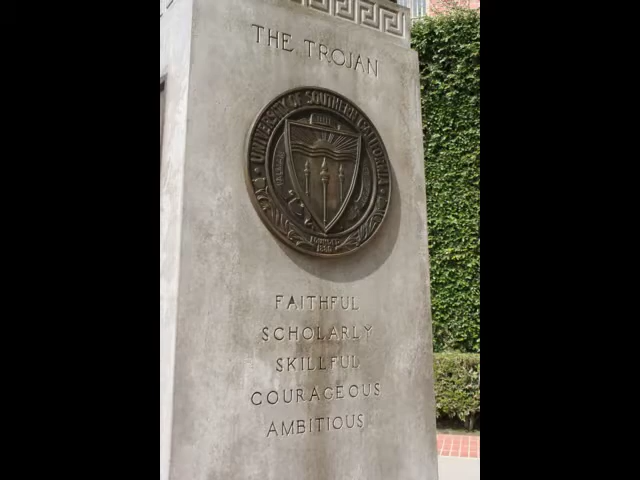 THE TROJAN
UNIVERSITY OF SOUTHERN CALIFORNIA
FAITHFUL
SCHOLARLY
SKILLFUL
COURAGEOUS
AMBITIOUS